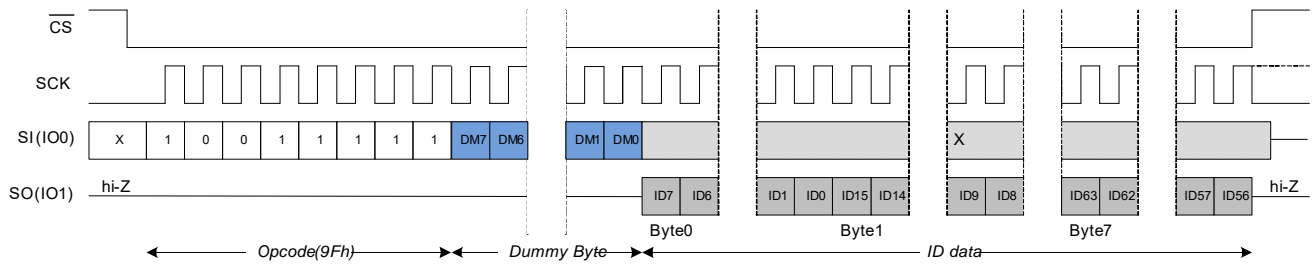 CS
SCK
SI(IO0) X 1 0 0 1 1 1 1 1 DM7 DM6 DM1 DM0 X
SO(IO1) hi-Z ID7 ID6 ID1 ID0 ID15 ID14 ID9 ID8 ID63 ID62 ID57 ID56 hi-Z
Byte0 Byte1 Byte7
Opcode(9Fh) Dummy Byte ID data